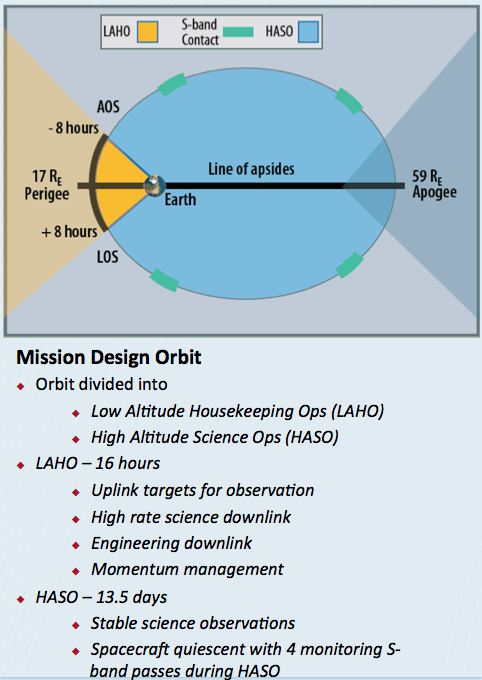 LAHO
S-band
Contact
HASO
AOS
- 8 hours
17 RE
Perigee
Line of apsides
Earth
59 RE
Apogee
+ 8 hours
LOS
Mission Design Orbit
Orbit divided into
Low Altitude Housekeeping Ops (LAHO)
High Altitude Science Ops (HASO)
LAHO – 16 hours
Uplink targets for observation
High rate science downlink
Engineering downlink
Momentum management
HASO – 13.5 days
Stable science observations
Spacecraft quiescent with 4 monitoring S-
band passes during HASO